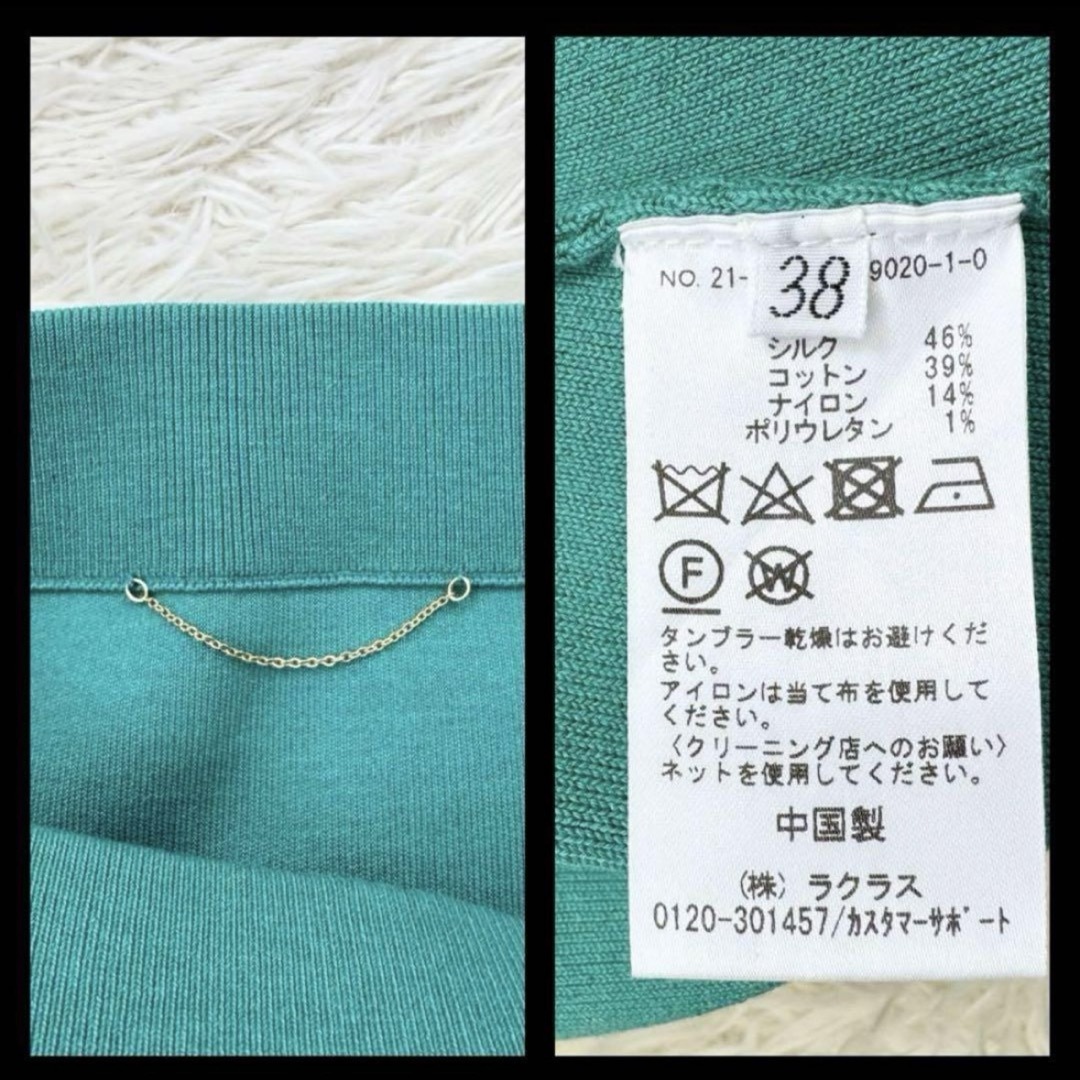 NO. 21- 38 9020-1-0
シルク 46%
コットン 39%
ナイロン 14%
ポリウレタン 1%
F W
タンブラー乾燥はお避けくだ
さい。
アイロンは当て布を使用して
ください。
〈クリーニング店へのお願い〉
ネットを使用してください。
中国製
(株) ラクラス
0120-301457/ｶｽﾀﾏｰｻﾎﾟｰﾄ